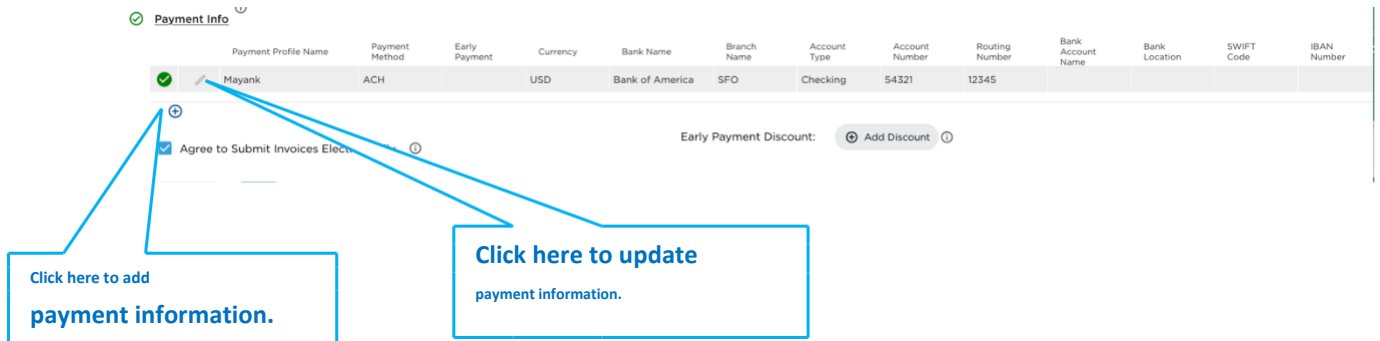 Payment Info
Payment Profile Name Payment Method Early Payment Currency Bank Name Branch Name Account Type Account Number Routing Number Bank Account Name Bank Location SWIFT Code IBAN Number
Mayank ACH USD Bank of America SFO Checking 54321 12345
Early Payment Discount: Add Discount
Agree to Submit Invoices
Click here to add
payment information.
Click here to update
payment information.